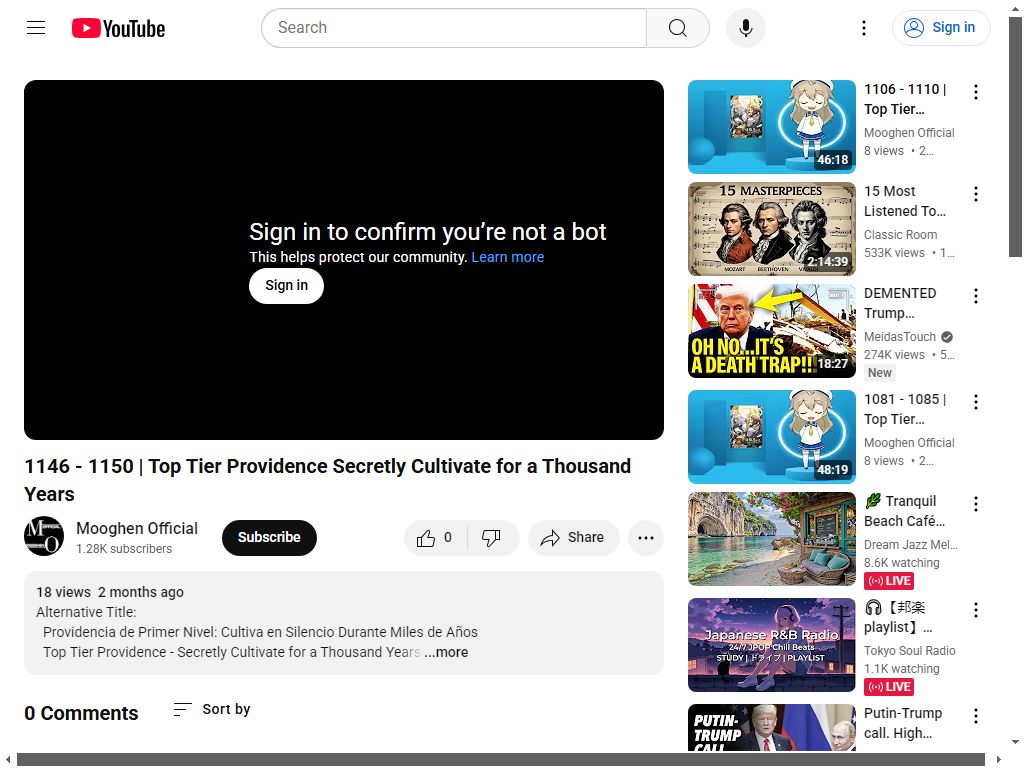 YouTube
Search
Sign in
Sign in to confirm you’re not a bot
This helps protect our community. Learn more
Sign in
1146 - 1150 | Top Tier Providence Secretly Cultivate for a Thousand
Years
Mooghen Official
1.28K subscribers
Subscribe
0
Share
18 views 2 months ago
Alternative Title:
Providencia de Primer Nivel: Cultiva en Silencio Durante Miles de Años
Top Tier Providence - Secretly Cultivate for a Thousand Years ...more
0 Comments
Sort by
46:18
1106 - 1110 |
Top Tier…
Mooghen Official
8 views • 2…
15 MASTERPIECES
MOZART BEETHOVEN VIVALDI
2:14:39
15 Most
Listened To…
Classic Room
533K views • 1…
OH NO...IT'S
A DEATH TRAP!!
18:27
DEMENTED
Trump…
MeidasTouch
274K views • 5…
New
48:19
1081 - 1085 |
Top Tier…
Mooghen Official
8 views • 2…
🌿 Tranquil
Beach Café…
Dream Jazz Mel…
8.6K watching
LIVE
Japanese R&B Radio
24/7 JPOP Chill Beats
STUDY | ドライブ | PLAYLIST
🎧【邦楽
playlist】…
Tokyo Soul Radio
1.1K watching
LIVE
PUTIN-
TRUMP
CALL
Putin-Trump
call. High…